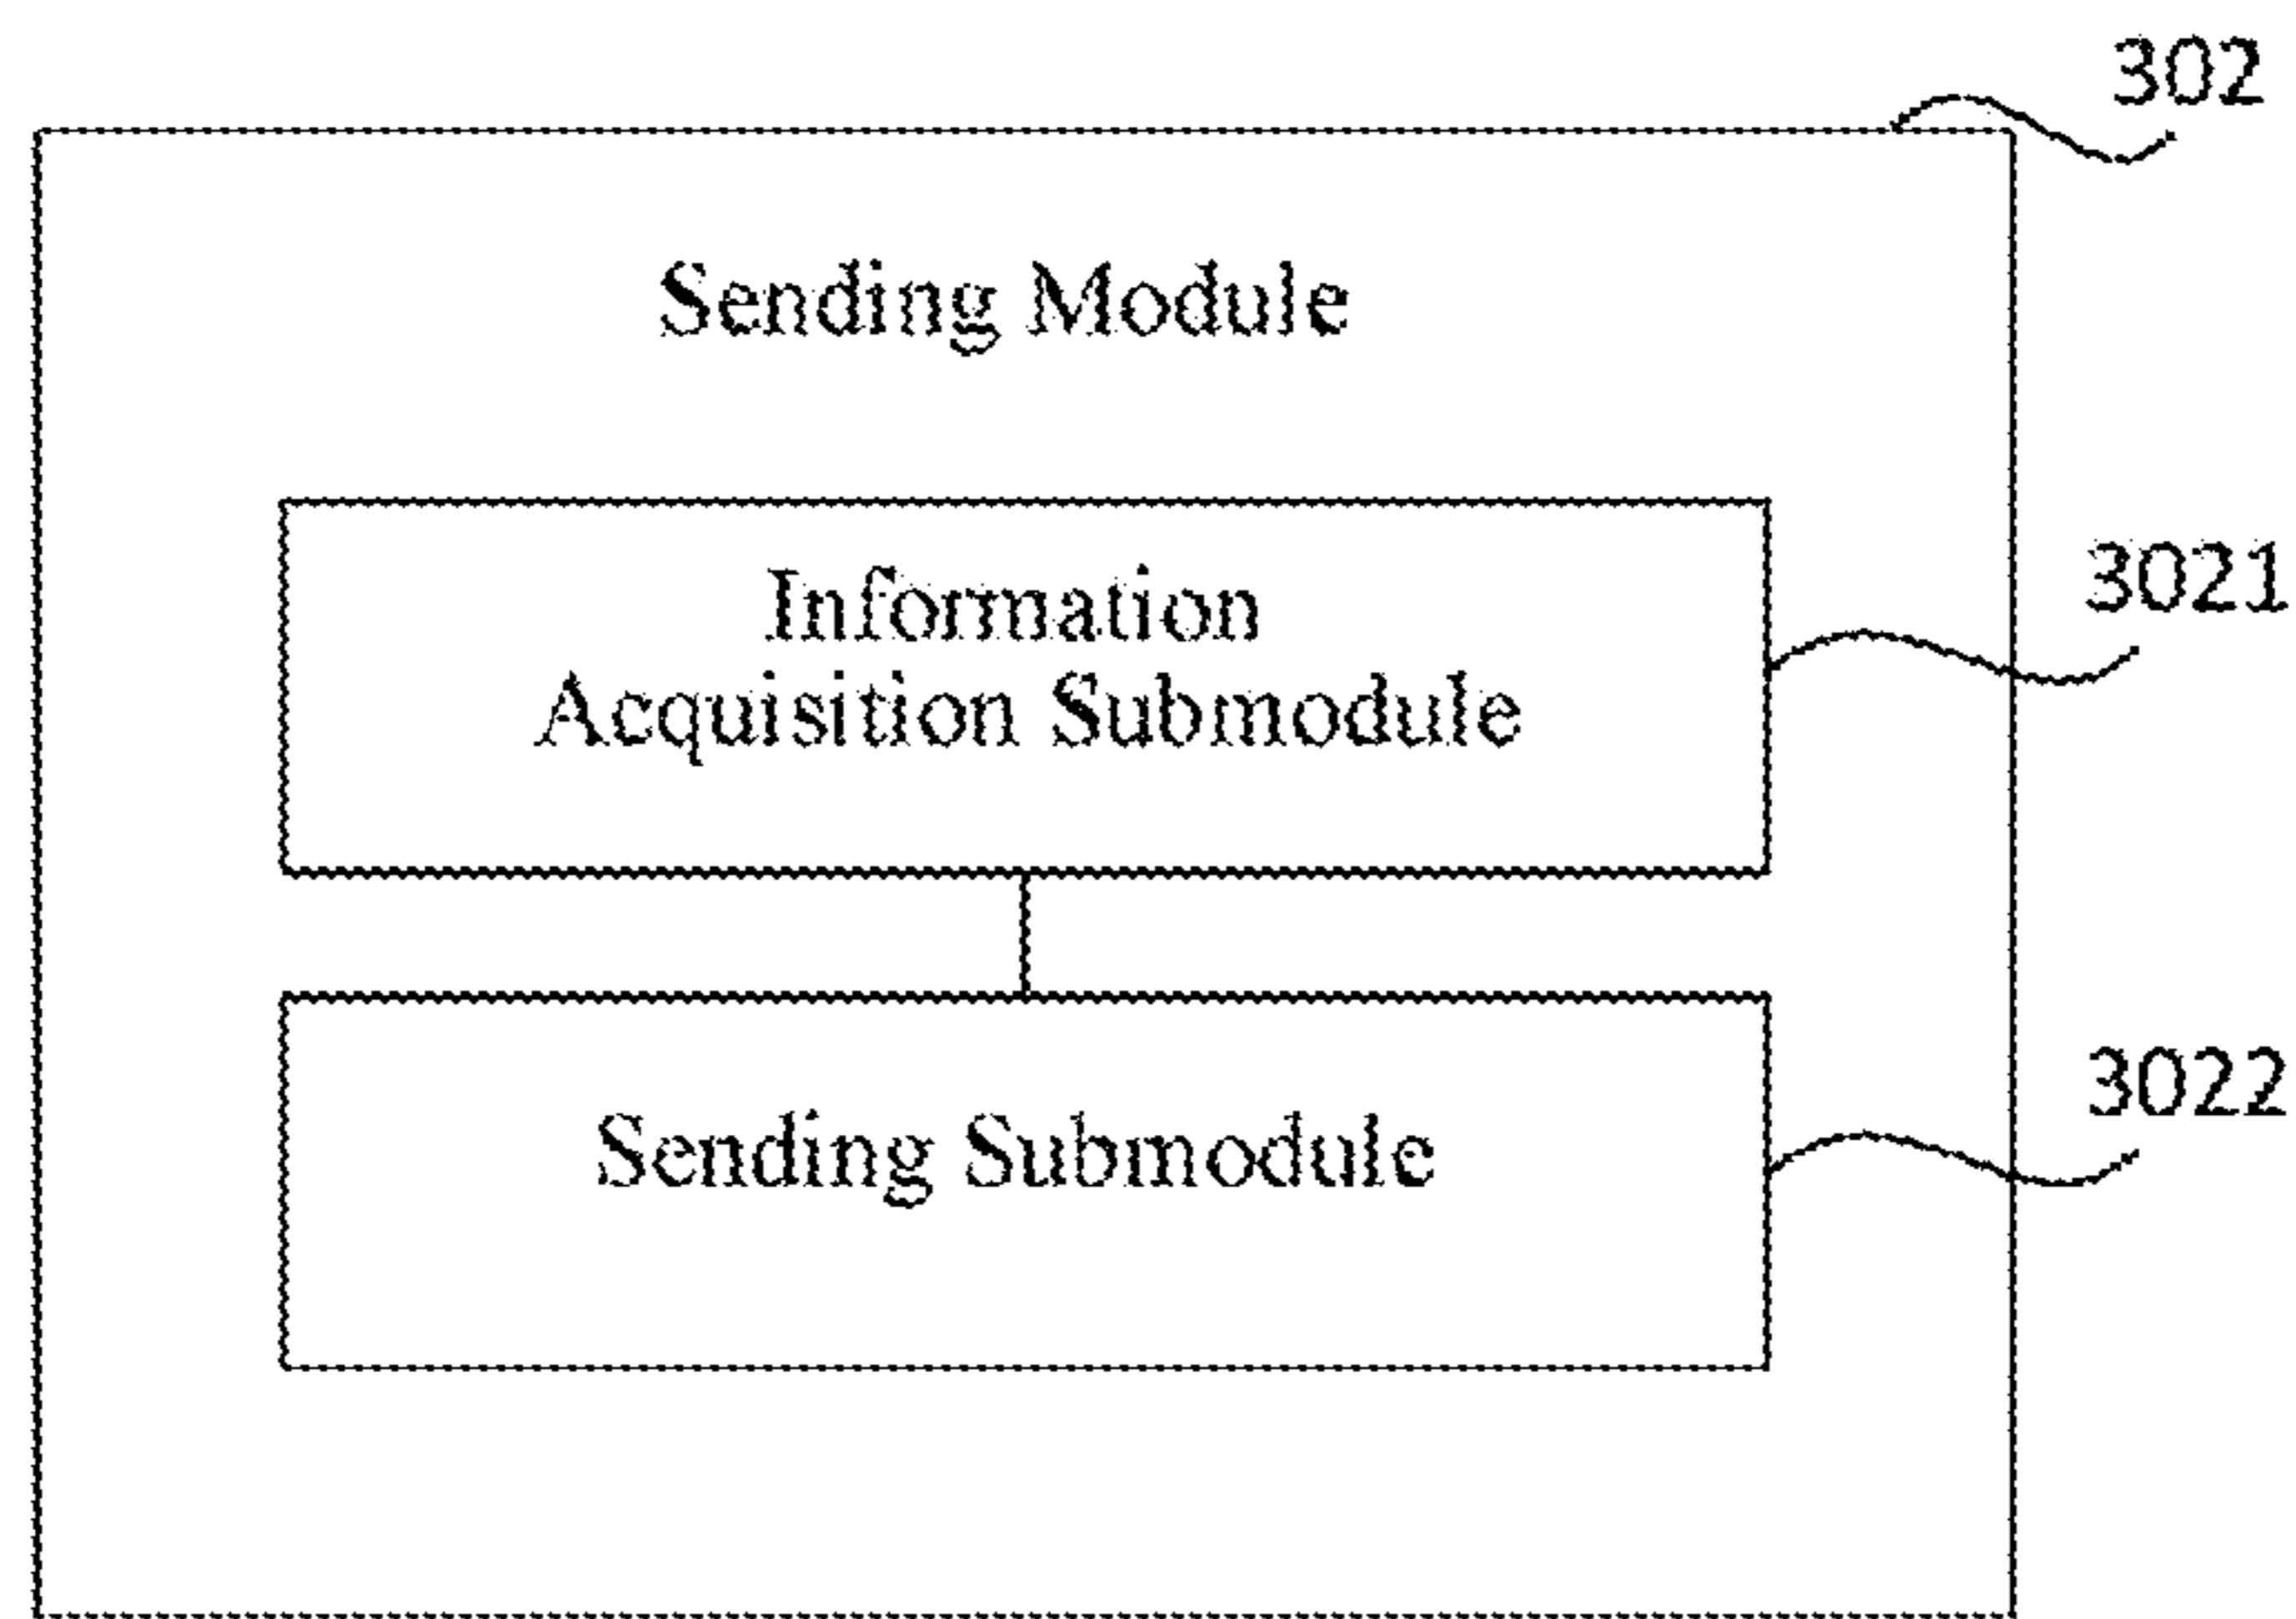 302
Sending Module
3021
Information
Acquisition Submodule
3022
Sending Submodule